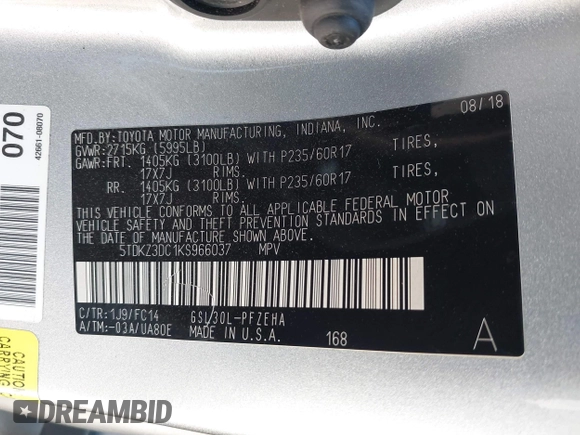 MFD. BY: TOYOTA MOTOR MANUFACTURING, INDIANA, INC. 08/18
GVWR: 2715KG (5995LB)
GAWR: FRT. 1405KG (3100LB) WITH P235/60R17 TIRES,
17X7J RIMS.
RR. 1405KG (3100LB) WITH P235/60R17 TIRES,
17X7J RIMS.
THIS VEHICLE CONFORMS TO ALL APPLICABLE FEDERAL MOTOR
VEHICLE SAFETY AND THEFT PREVENTION STANDARDS IN EFFECT ON
THE DATE OF MANUFACTURE SHOWN ABOVE.
5TDKZ3DC1KS966037 MPV
C/TR: 1J9/FC14 GSL30L-PFZEHA
A/TM: -03A/UA80E MADE IN U.S.A. 168 A
070
42661-08070
CAUTION
CARRYING
DREAMBID